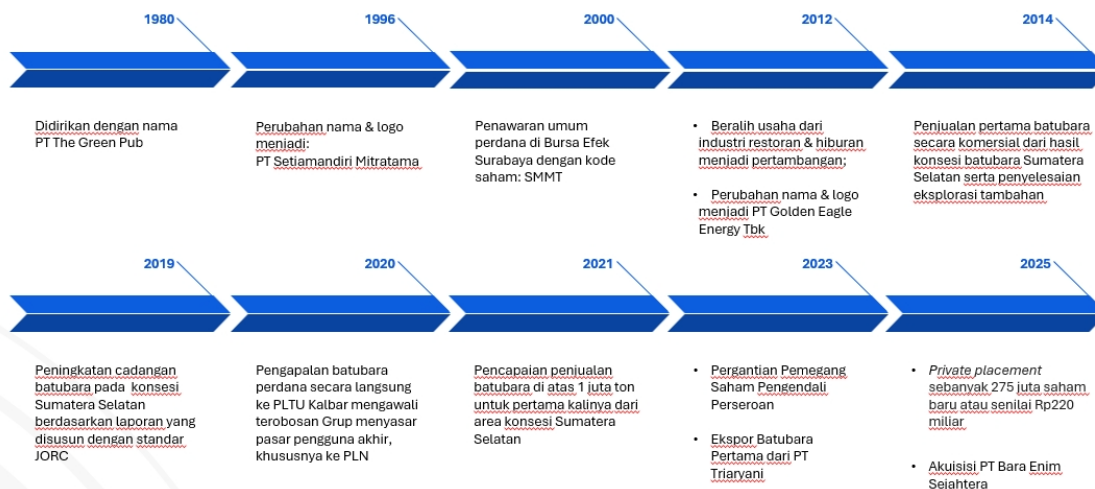 1980
1996
2000
2012
2014
Didirikan dengan nama
PT The Green Pub
Perubahan nama & logo
menjadi:
PT Setiamandiri Mitratama
Penawaran umum
perdana di Bursa Efek
Surabaya dengan kode
saham: SMMT
• Beralih usaha dari
industri restoran & hiburan
menjadi pertambangan;
• Perubahan nama & logo
menjadi PT Golden Eagle
Energy Tbk
Penjualan pertama batubara
secara komersial dari hasil
konsesi batubara Sumatera
Selatan serta penyelesaian
eksplorasi tambahan
2019
2020
2021
2023
2025
Peningkatan cadangan
batubara pada konsesi
Sumatera Selatan
berdasarkan laporan yang
disusun dengan standar
JORC
Pengapalan batubara
perdana secara langsung
ke PLTU Kalbar mengawali
terobosan Grup menyasar
pasar pengguna akhir,
khususnya ke PLN
Pencapaian penjualan
batubara di atas 1 juta ton
untuk pertama kalinya dari
area konsesi Sumatera
Selatan
• Pergantian Pemegang
Saham Pengendali
Perseroan
• Ekspor Batubara
Pertama dari PT
Triaryani
• Private placement
sebanyak 275 juta saham
baru atau senilai Rp220
miliar
• Akuisisi PT Bara Enim
Sejahtera